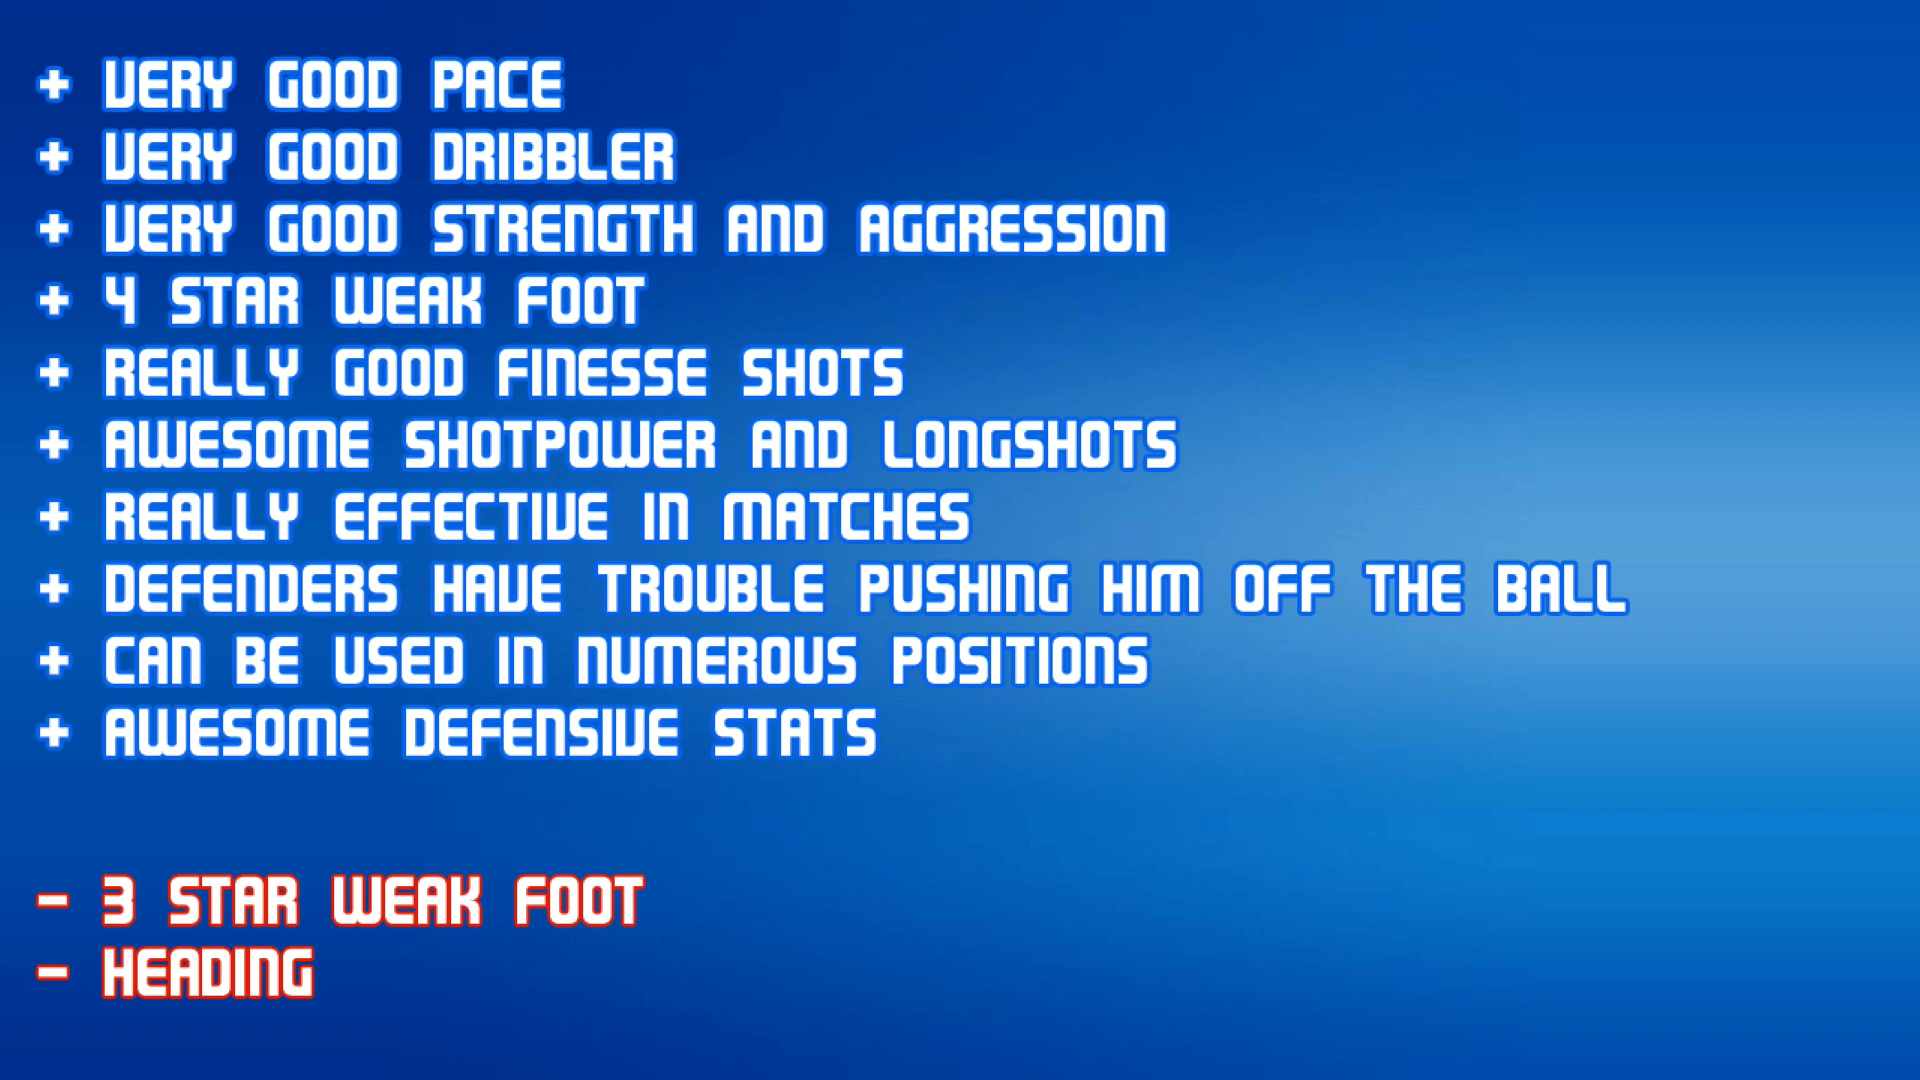 + VERY GOOD PACE
+ VERY GOOD DRIBBLER
+ VERY GOOD STRENGTH AND AGGRESSION
+ 4 STAR WEAK FOOT
+ REALLY GOOD FINESSE SHOTS
+ AWESOME SHOTPOWER AND LONGSHOTS
+ REALLY EFFECTIVE IN MATCHES
+ DEFENDERS HAVE TROUBLE PUSHING HIM OFF THE BALL
+ CAN BE USED IN NUMEROUS POSITIONS
+ AWESOME DEFENSIVE STATS
- 3 STAR WEAK FOOT
- HEADING